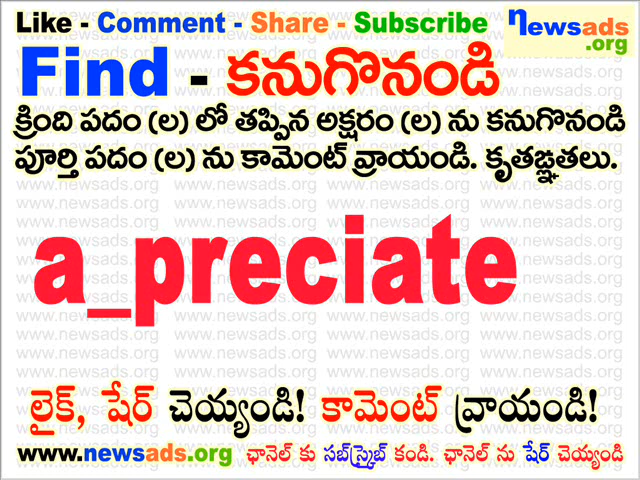 Like - Comment - Share - Subscribe
newsads
.org
Find - కనుగొనండి
క్రింది పదం (ల) లో తప్పిన అక్షరం (ల) ను కనుగొనండి
పూర్తి పదం (ల) ను కామెంట్ వ్రాయండి. కృతఙ్ఞతలు.
a_preciate
లైక్, షేర్ చెయ్యండి! కామెంట్ వ్రాయండి!
www.newsads.org ఛానెల్ కు సబ్‌స్క్రైబ్ కండి. ఛానెల్ ను షేర్ చెయ్యండి